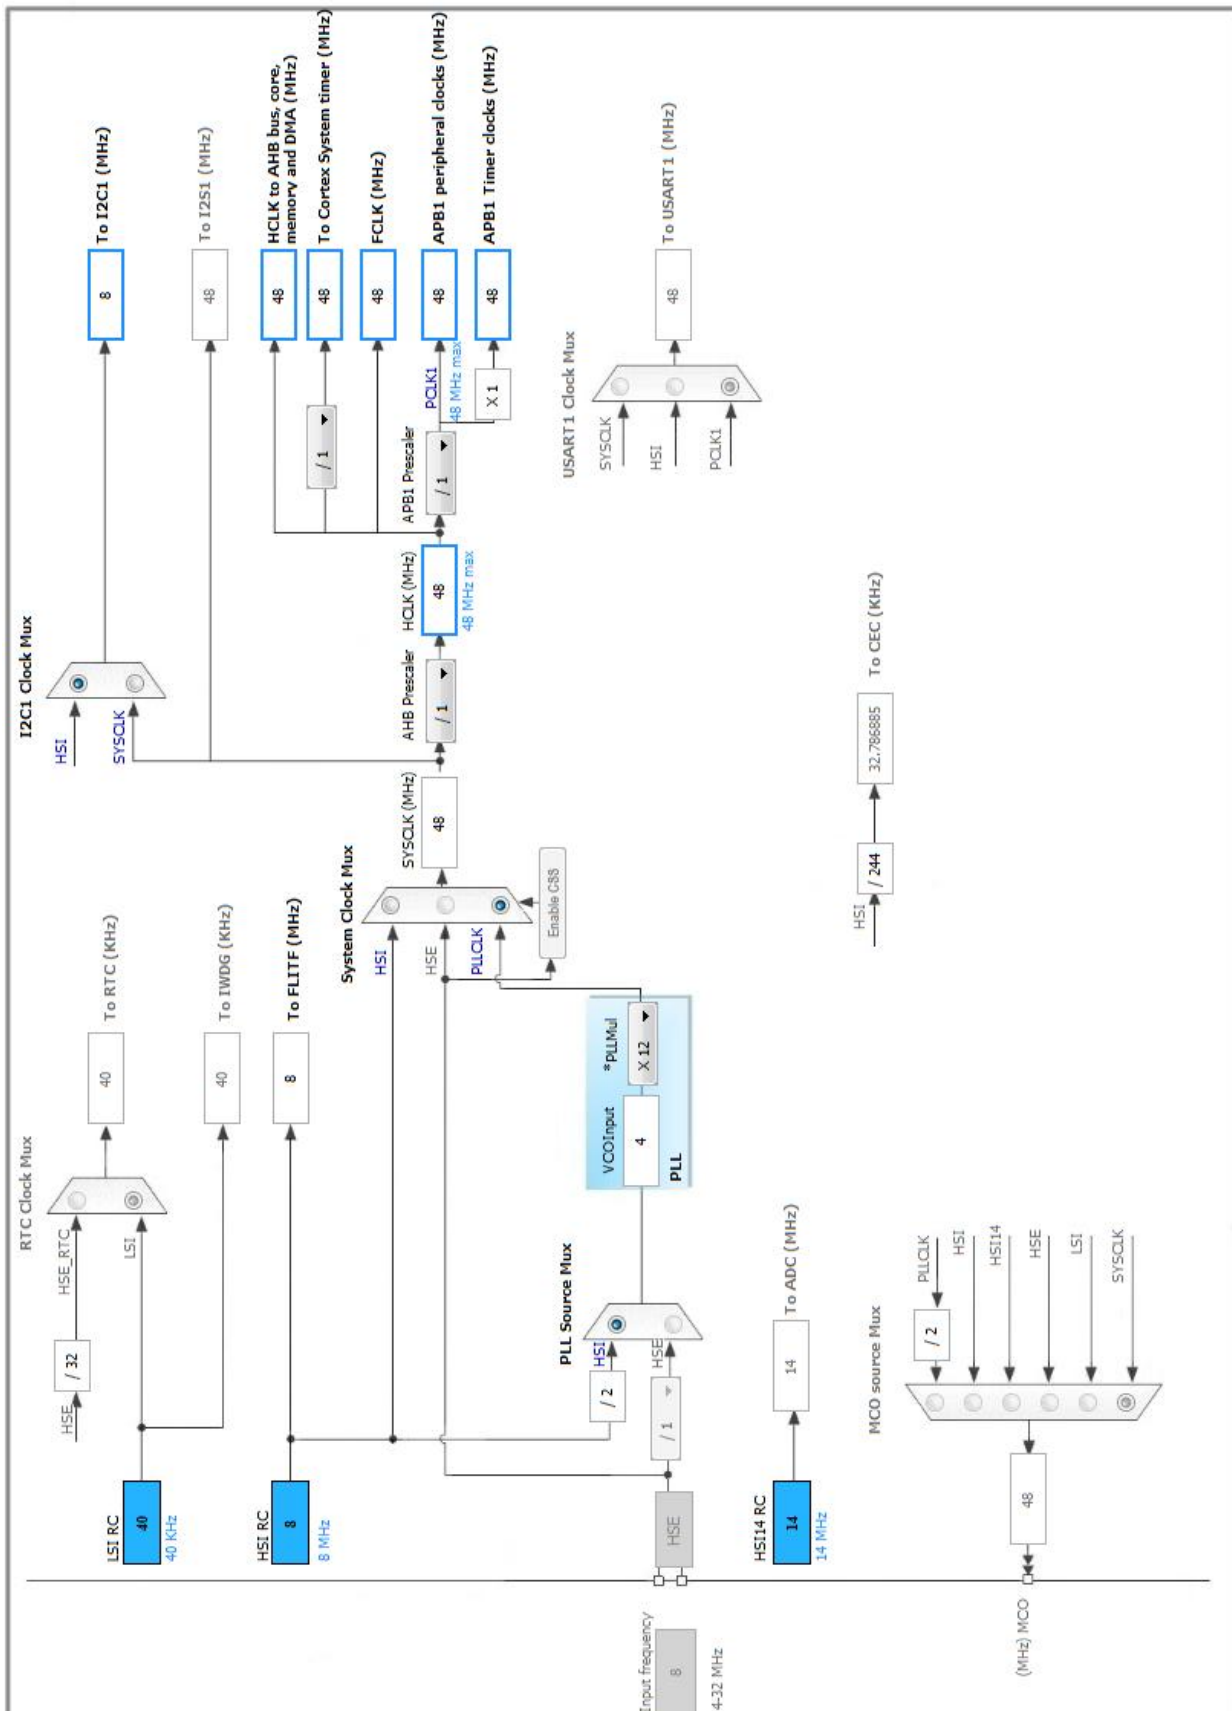 RTC Clock Mux
HSE
/ 32
HSE_RTC
LSI
40
To RTC (KHz)
LSI RC
40
40 KHz
40
To IWDG (KHz)
HSI RC
8
8 MHz
8
To FLITF (MHz)
I2C1 Clock Mux
HSI
SYSCLK
8
To I2C1 (MHz)
48
To I2S1 (MHz)
System Clock Mux
HSI
HSE
PLLCLK
Enable CSS
SYSCLK (MHz)
48
AHB Prescaler
/ 1
HCLK (MHz)
48
48 MHz max
APB1 Prescaler
/ 1
PCLK1
48 MHz max
X 1
/ 1
48
HCLK to AHB bus, core,
memory and DMA (MHz)
48
To Cortex System timer (MHz)
48
FCLK (MHz)
48
APB1 peripheral clocks (MHz)
48
APB1 Timer clocks (MHz)
PLL Source Mux
/ 2
HSI
HSE
/ 1
VCOInput
4
*PLLMul
X 12
PLL
Input frequency
8
4-32 MHz
HSE
USART1 Clock Mux
SYSCLK
HSI
PCLK1
48
To USART1 (MHz)
HSI14 RC
14
14 MHz
14
To ADC (MHz)
HSI
/ 244
32.786885
To CEC (KHz)
MCO source Mux
/ 2
PLLCLK
HSI
HSI14
HSE
LSI
SYSCLK
48
(MHz) MCO